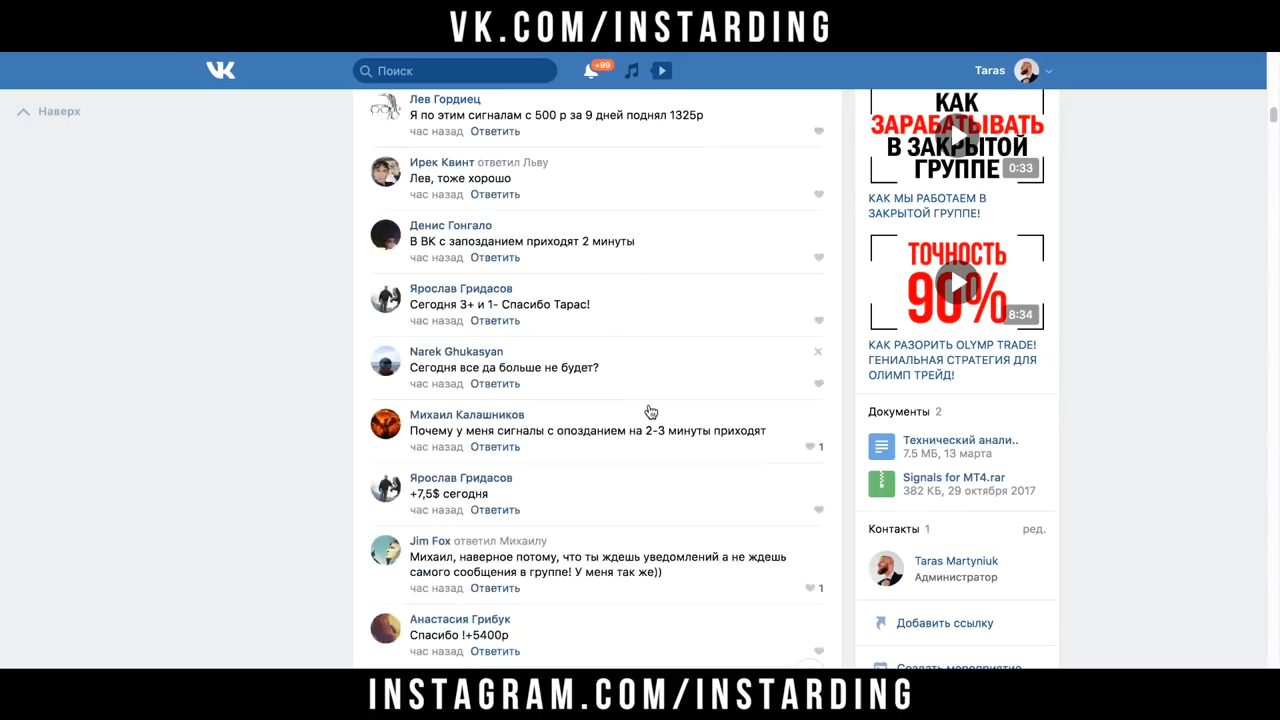 VK.COM/INSTARDING
Поиск
+99
Taras
Наверх
Лев Гордиец
Я по этим сигналам с 500 р за 9 дней поднял 1325р
час назад Ответить
Ирек Квинт ответил Льву
Лев, тоже хорошо
час назад Ответить
Денис Гонгало
В ВК с запозданием приходят 2 минуты
час назад Ответить
Ярослав Гридасов
Сегодня 3+ и 1- Спасибо Тарас!
час назад Ответить
Narek Ghukasyan
Сегодня все да больше не будет?
час назад Ответить
Михаил Калашников
Почему у меня сигналы с опозданием на 2-3 минуты приходят
час назад Ответить 1
Ярослав Гридасов
+7,5$ сегодня
час назад Ответить
Jim Fox ответил Михаилу
Михаил, наверное потому, что ты ждешь уведомлений а не ждешь
самого сообщения в группе! У меня так же))
час назад Ответить 1
Анастасия Грибук
Спасибо !+5400р
час назад Ответить
КАК
ЗАРАБАТЫВАТЬ
В ЗАКРЫТОЙ
ГРУППЕ 0:33
КАК МЫ РАБОТАЕМ В
ЗАКРЫТОЙ ГРУППЕ!
ТОЧНОСТЬ
90%
8:34
КАК РАЗОРИТЬ OLYMP TRADE!
ГЕНИАЛЬНАЯ СТРАТЕГИЯ ДЛЯ
ОЛИМП ТРЕЙД!
Документы 2
Технический анали..
7.5 МБ, 13 марта
Signals for MT4.rar
382 КБ, 29 октября 2017
Контакты 1 ред.
Taras Martyniuk
Администратор
Добавить ссылку
Создать мероприятие
INSTAGRAM.COM/INSTARDING